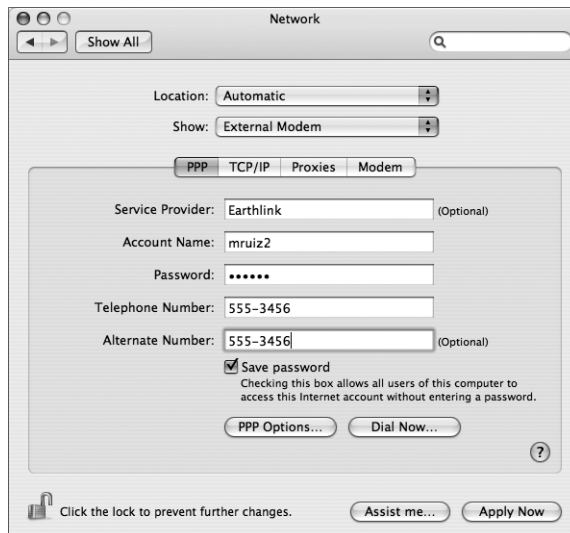 Network
Show All
Location: Automatic
Show: External Modem
PPP TCP/IP Proxies Modem
Service Provider: Earthlink (Optional)
Account Name: mruiz2
Password: ••••••
Telephone Number: 555-3456
Alternate Number: 555-3456 (Optional)
Save password
Checking this box allows all users of this computer to
access this Internet account without entering a password.
PPP Options... Dial Now...
?
Click the lock to prevent further changes. Assist me... Apply Now